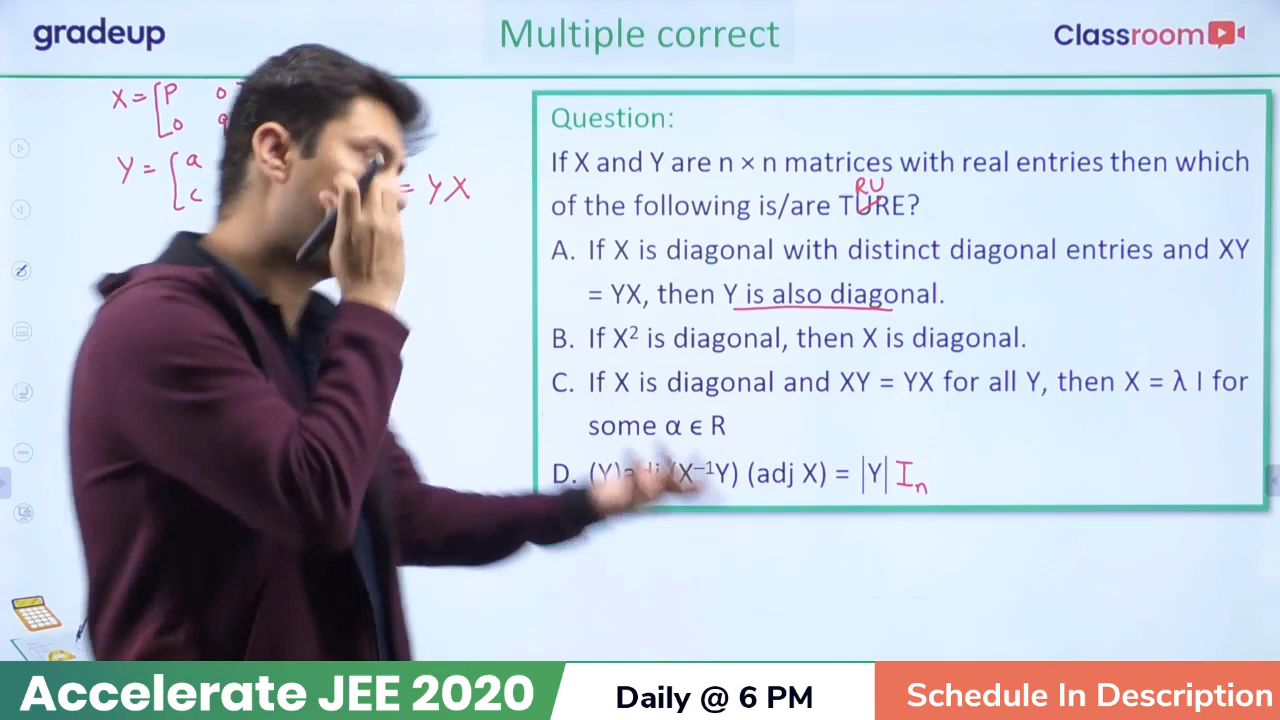 gradeup
Multiple correct
Classroom
X = [P 0
0 q
Y = [a
c
= YX
Question:
If X and Y are n × n matrices with real entries then which
RU
of the following is/are TURE?
A. If X is diagonal with distinct diagonal entries and XY
= YX, then Y is also diagonal.
B. If X² is diagonal, then X is diagonal.
C. If X is diagonal and XY = YX for all Y, then X = λ I for
some α ϵ R
D. (Y)adj (X⁻¹Y) (adj X) = |Y| Iₙ
Accelerate JEE 2020
Daily @ 6 PM
Schedule In Description